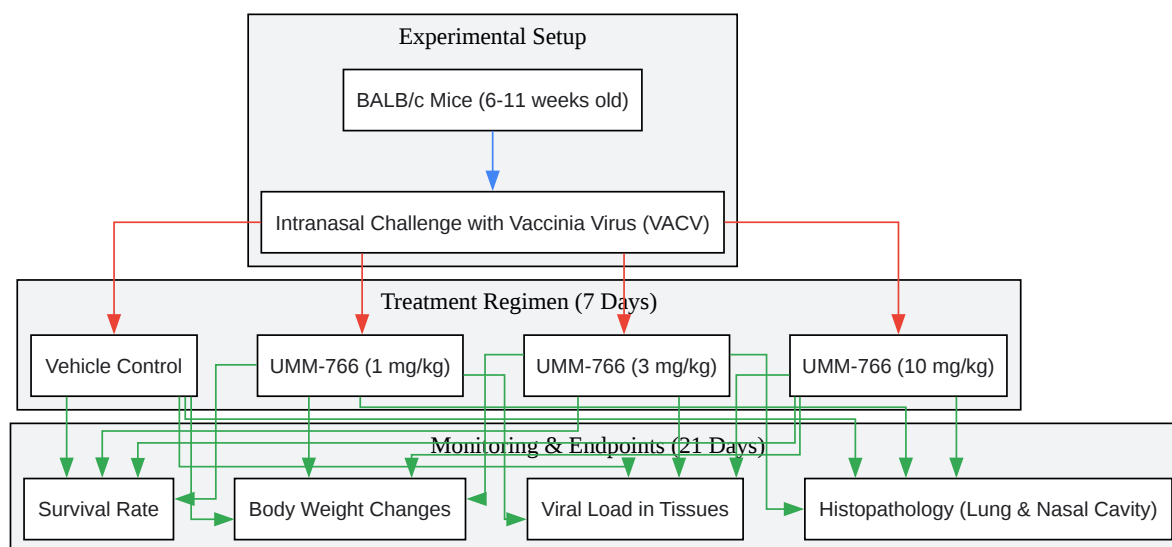 Experimental Setup
BALB/c Mice (6-11 weeks old)
Intranasal Challenge with Vaccinia Virus (VACV)
Treatment Regimen (7 Days)
Vehicle Control
UMM-766 (1 mg/kg)
UMM-766 (3 mg/kg)
UMM-766 (10 mg/kg)
Monitoring & Endpoints (21 Days)
Survival Rate
Body Weight Changes
Viral Load in Tissues
Histopathology (Lung & Nasal Cavity)